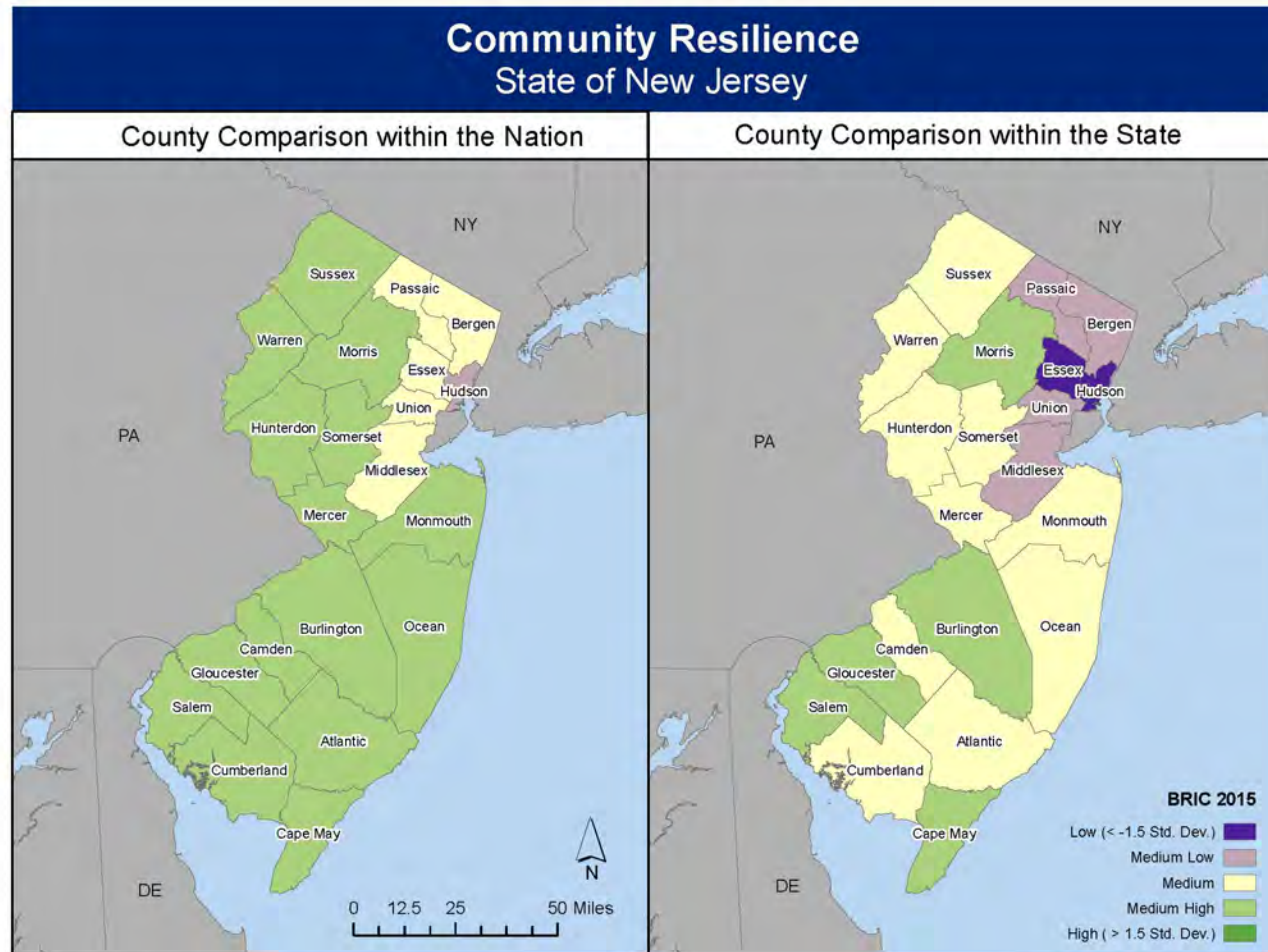 Community Resilience
State of New Jersey
County Comparison within the Nation
NY
Sussex
Passaic
Bergen
Warren
Morris
Essex
Hudson
Union
PA
Hunterdon
Somerset
Middlesex
Mercer
Monmouth
Burlington
Ocean
Camden
Gloucester
Salem
Atlantic
Cumberland
Cape May
N
DE
0 12.5 25 50 Miles
County Comparison within the State
NY
Sussex
Passaic
Bergen
Warren
Morris
Essex
Hudson
Union
PA
Hunterdon
Somerset
Middlesex
Mercer
Monmouth
Burlington
Ocean
Camden
Gloucester
Salem
Atlantic
Cumberland
Cape May
DE
BRIC 2015
Low (< -1.5 Std. Dev.)
Medium Low
Medium
Medium High
High ( > 1.5 Std. Dev.)